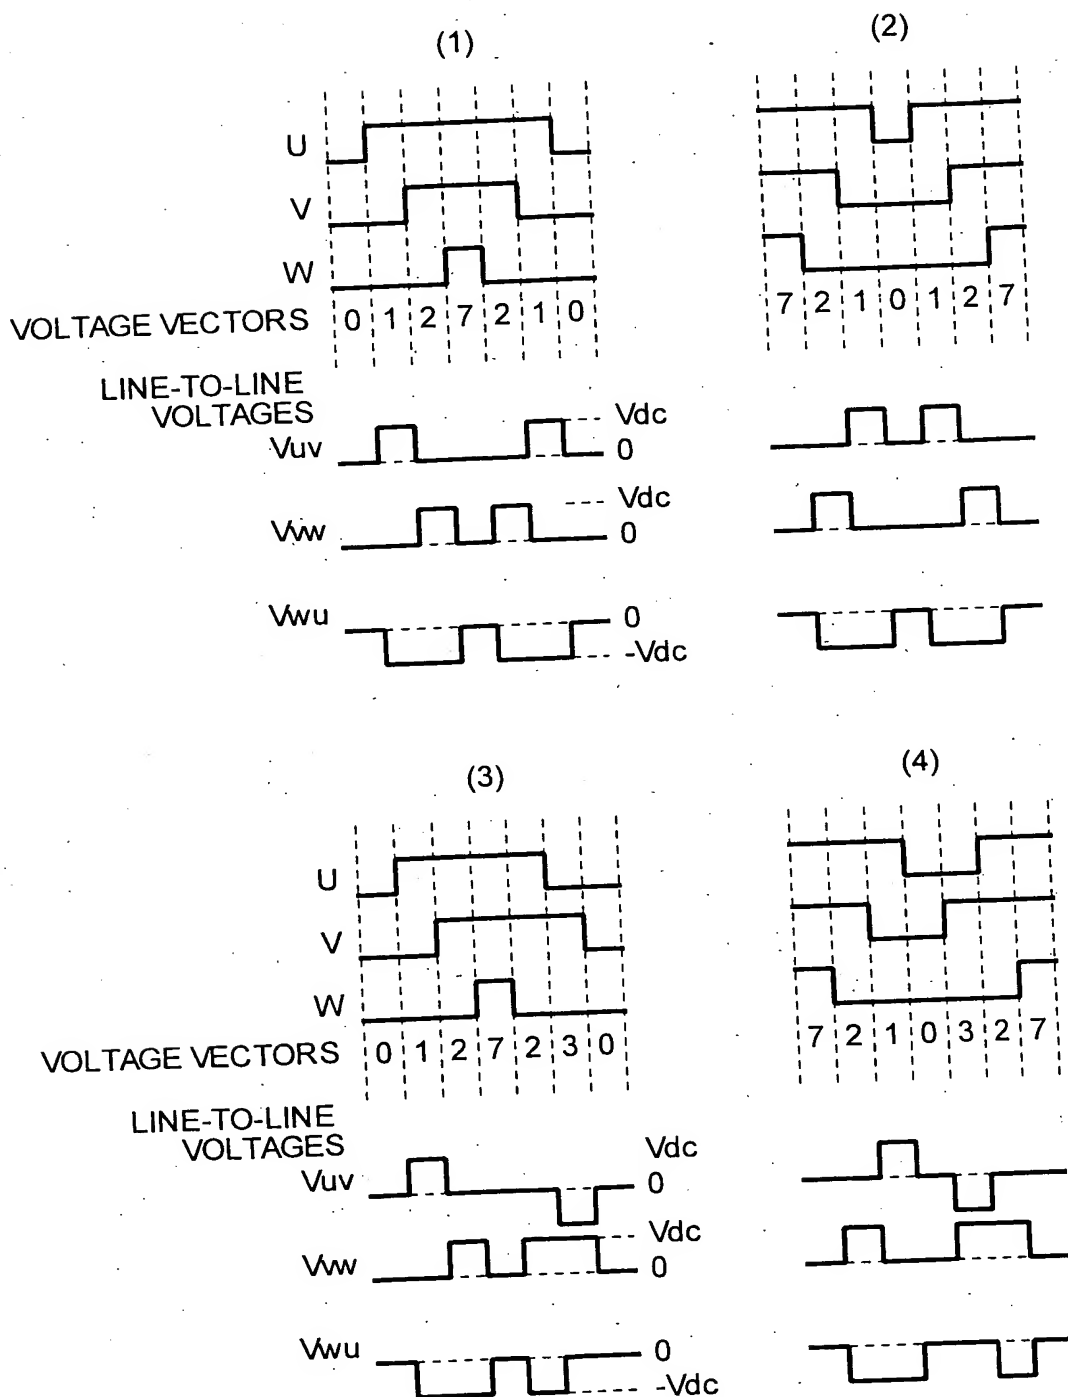 (1)
(2)
U
V
W
VOLTAGE VECTORS 0 1 2 7 2 1 0
7 2 1 0 1 2 7
LINE-TO-LINE
VOLTAGES
Vuv
Vdc
0
Vvw
Vdc
0
Vwu
0
-Vdc
(3)
(4)
U
V
W
VOLTAGE VECTORS 0 1 2 7 2 3 0
7 2 1 0 3 2 7
LINE-TO-LINE
VOLTAGES
Vuv
Vdc
0
Vvw
Vdc
0
Vwu
0
-Vdc